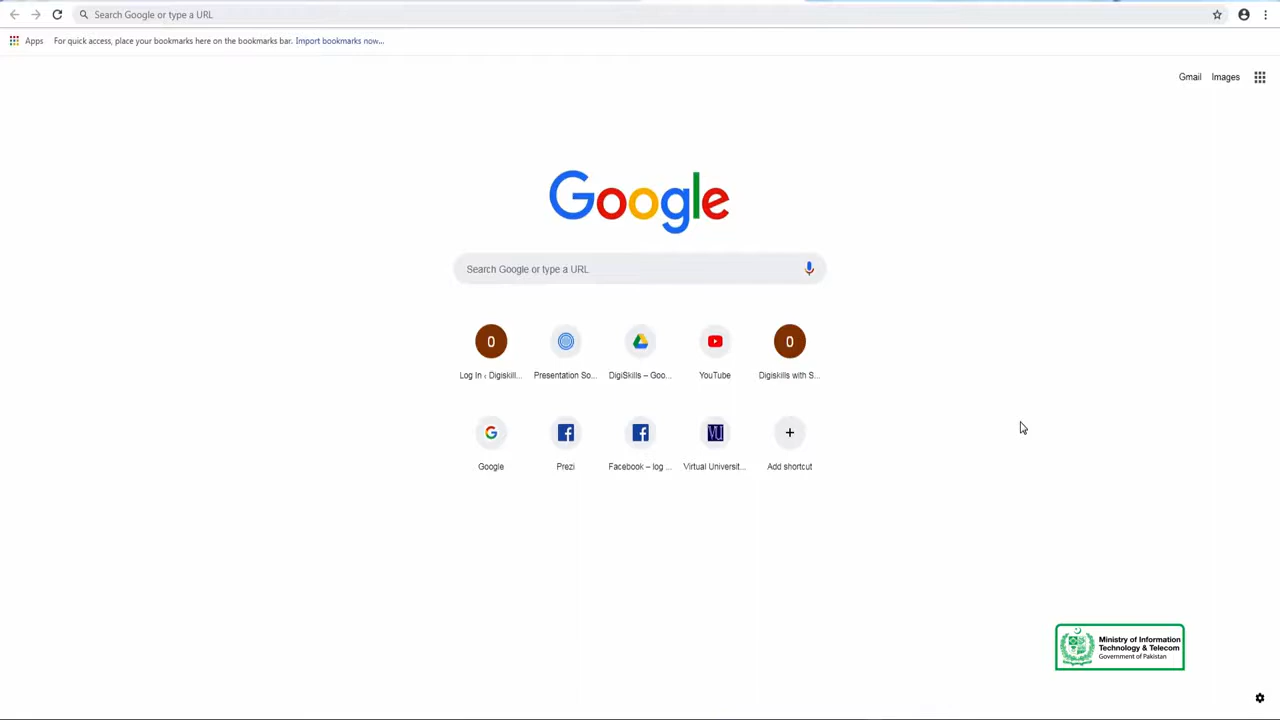 Search Google or type a URL
Apps For quick access, place your bookmarks here on the bookmarks bar. Import bookmarks now...
Gmail Images
Google
Search Google or type a URL
0 0
Log In ‹ Digiskill... Presentation So... DigiSkills – Goo... YouTube Digiskills with S...
VU
Google Prezi Facebook – log ... Virtual Universit... Add shortcut
Ministry of Information
Technology & Telecom
Government of Pakistan